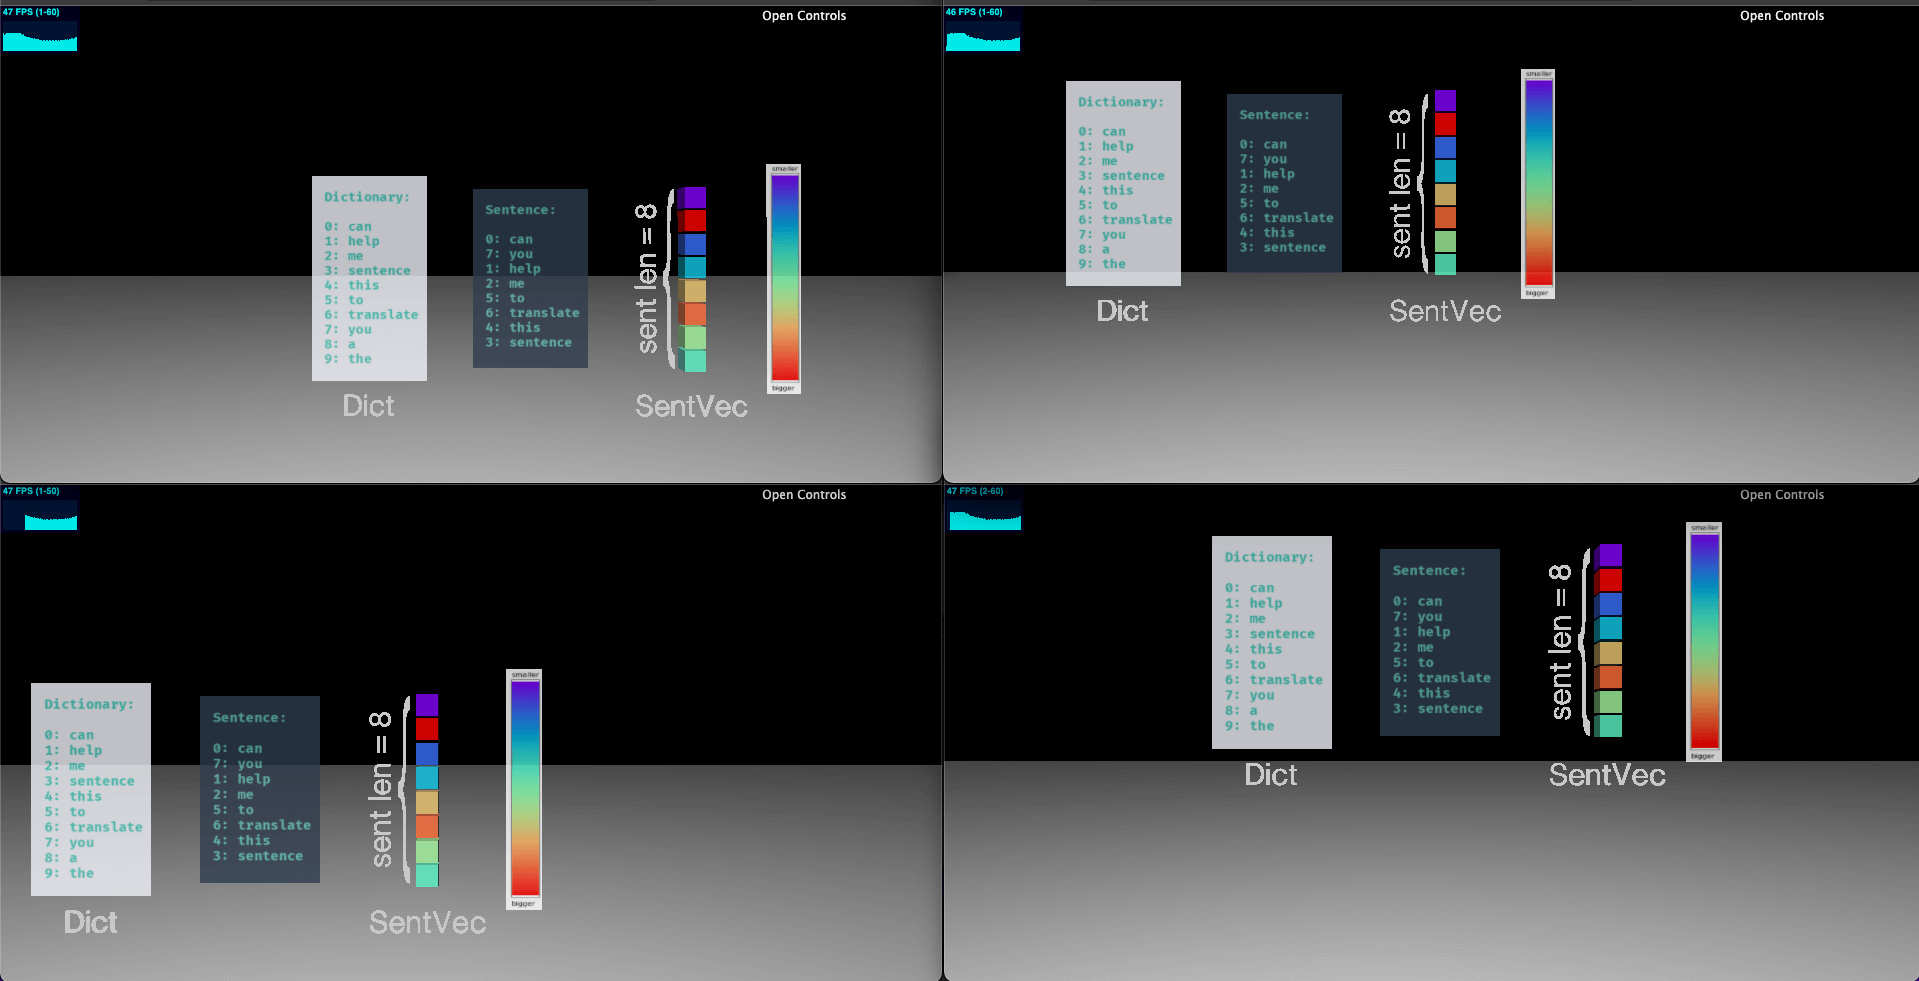 47 FPS (1-60)
Open Controls
Dictionary:
0: can
1: help
2: me
3: sentence
4: this
5: to
6: translate
7: you
8: a
9: the
Dict
Sentence:
0: can
7: you
1: help
2: me
5: to
6: translate
4: this
3: sentence
sent len = 8
SentVec
smaller
bigger
46 FPS (1-60)
Open Controls
Dictionary:
0: can
1: help
2: me
3: sentence
4: this
5: to
6: translate
7: you
8: a
9: the
Dict
Sentence:
0: can
7: you
1: help
2: me
5: to
6: translate
4: this
3: sentence
sent len = 8
SentVec
smaller
bigger
47 FPS (1-50)
Open Controls
Dictionary:
0: can
1: help
2: me
3: sentence
4: this
5: to
6: translate
7: you
8: a
9: the
Dict
Sentence:
0: can
7: you
1: help
2: me
5: to
6: translate
4: this
3: sentence
sent len = 8
SentVec
smaller
bigger
47 FPS (2-60)
Open Controls
Dictionary:
0: can
1: help
2: me
3: sentence
4: this
5: to
6: translate
7: you
8: a
9: the
Dict
Sentence:
0: can
7: you
1: help
2: me
5: to
6: translate
4: this
3: sentence
sent len = 8
SentVec
smaller
bigger